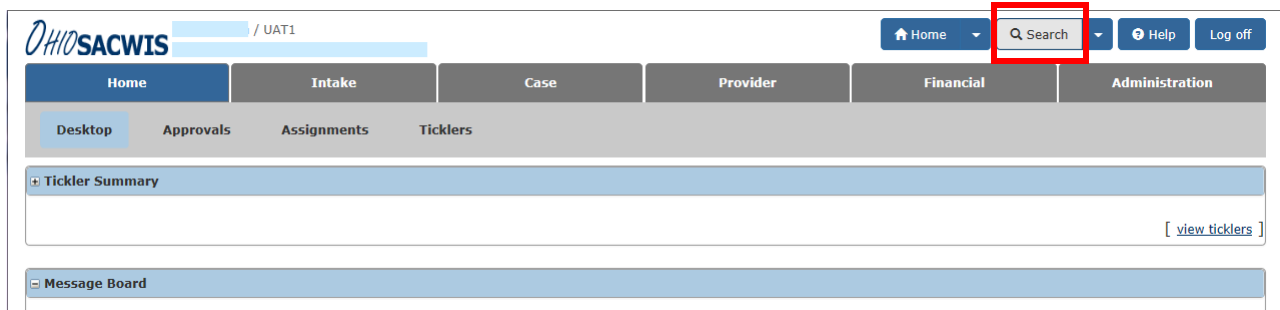 OHIOSACWIS / UAT1 Home Search Help Log off
Home Intake Case Provider Financial Administration
Desktop Approvals Assignments Ticklers
Tickler Summary
[ view ticklers ]
Message Board